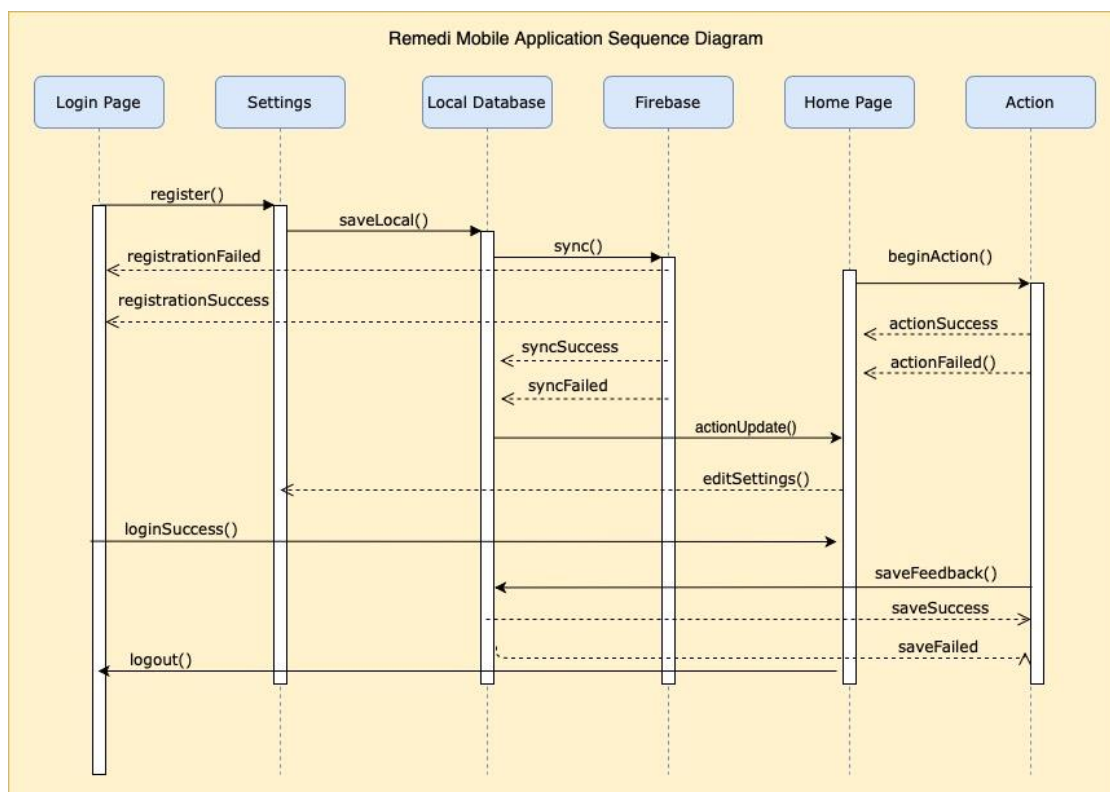 Remedi Mobile Application Sequence Diagram
Login Page
Settings
Local Database
Firebase
Home Page
Action
register()
saveLocal()
sync()
registrationFailed
beginAction()
registrationSuccess
actionSuccess
syncSuccess
actionFailed()
syncFailed
actionUpdate()
editSettings()
loginSuccess()
saveFeedback()
saveSuccess
saveFailed
logout()